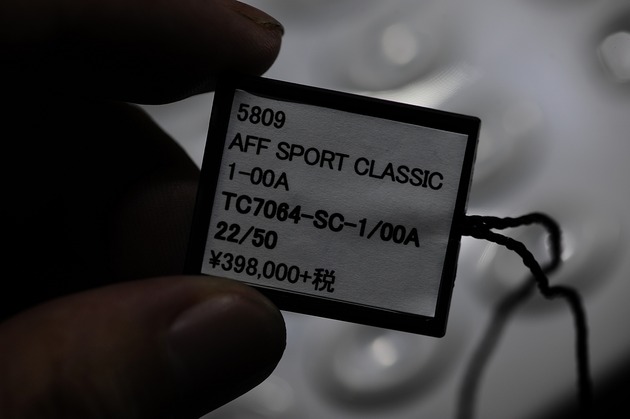 5809
AFF SPORT CLASSIC
1-00A
TC7064-SC-1/00A
22/50
¥398,000+税